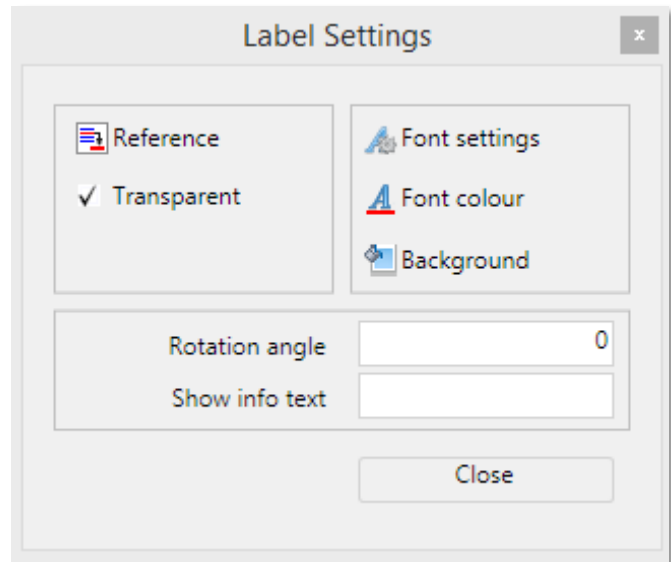 Label Settings
x
Reference
Transparent
Font settings
Font colour
Background
Rotation angle 0
Show info text
Close